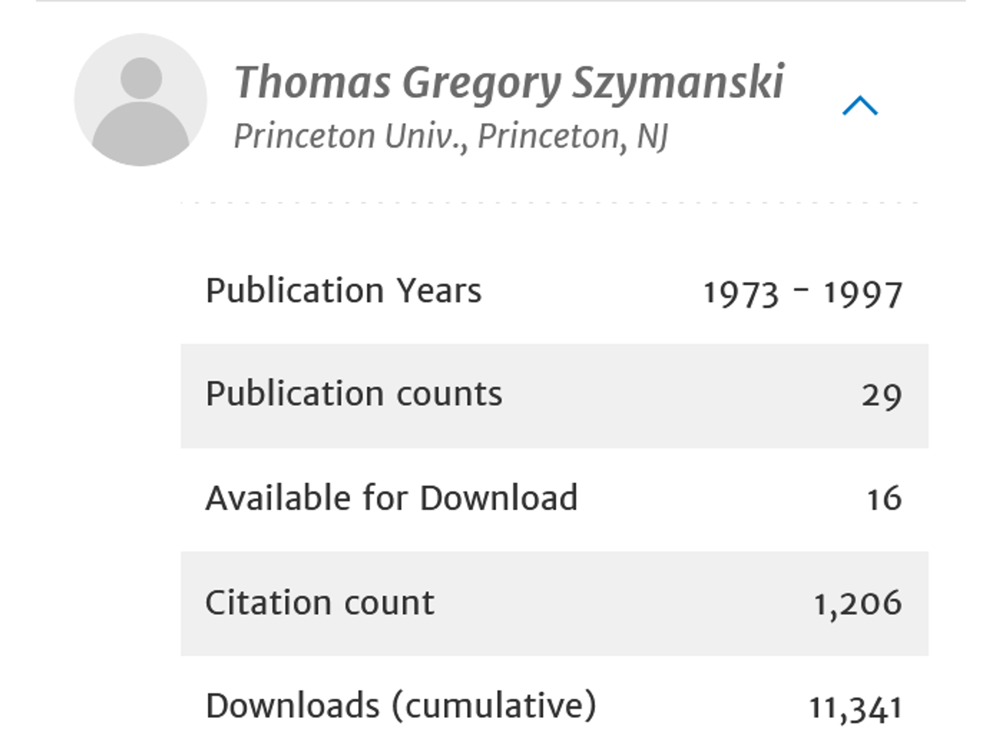 Thomas Gregory Szymanski
Princeton Univ., Princeton, NJ
Publication Years 1973 - 1997
Publication counts 29
Available for Download 16
Citation count 1,206
Downloads (cumulative) 11,341